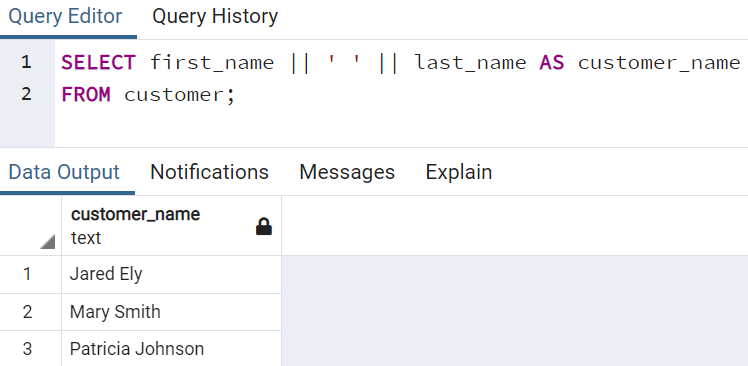 Query Editor Query History
1 SELECT first_name || ' ' || last_name AS customer_name
2 FROM customer;
Data Output Notifications Messages Explain
customer_name
text
1 Jared Ely
2 Mary Smith
3 Patricia Johnson